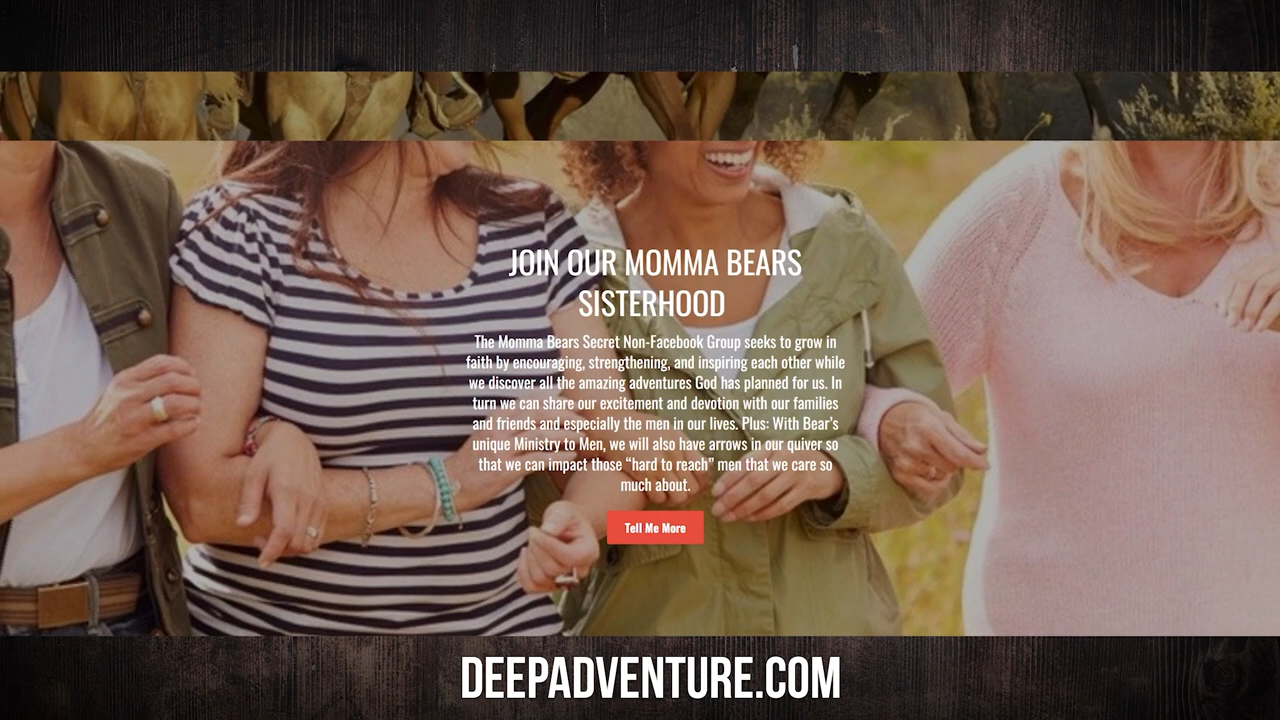 JOIN OUR MOMMA BEARS
SISTERHOOD
The Momma Bears Secret Non-Facebook Group seeks to grow in
faith by encouraging, strengthening, and inspiring each other while
we discover all the amazing adventures God has planned for us. In
turn we can share our excitement and devotion with our families
and friends and especially the men in our lives. Plus: With Bear's
unique Ministry to Men, we will also have arrows in our quiver so
that we can impact those “hard to reach” men that we care so
much about.
Tell Me More
DEEPADVENTURE.COM